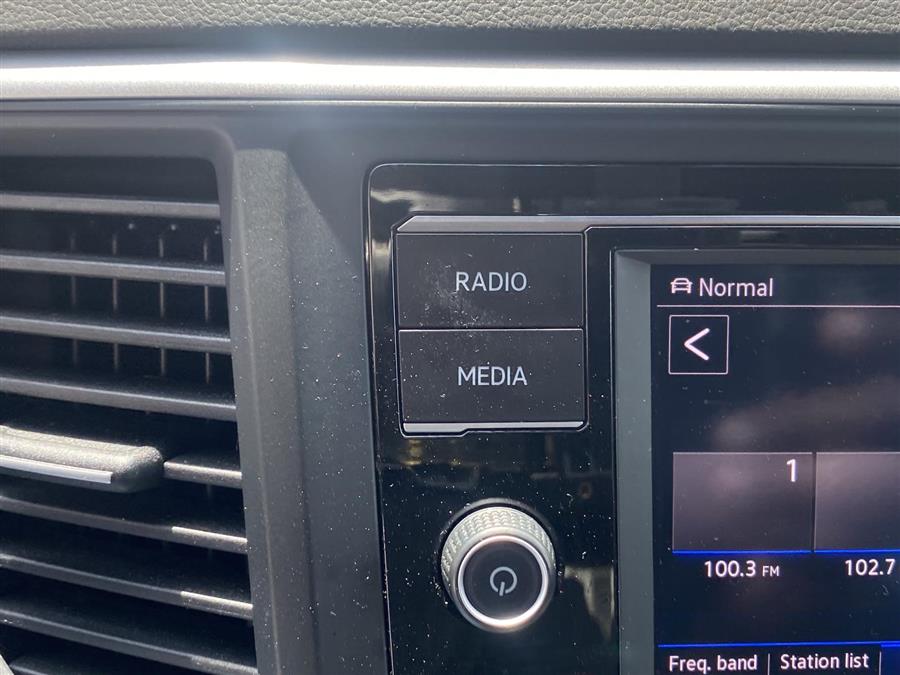 RADIO
MEDIA
Normal
1
100.3 FM
102.7
Freq. band
Station list